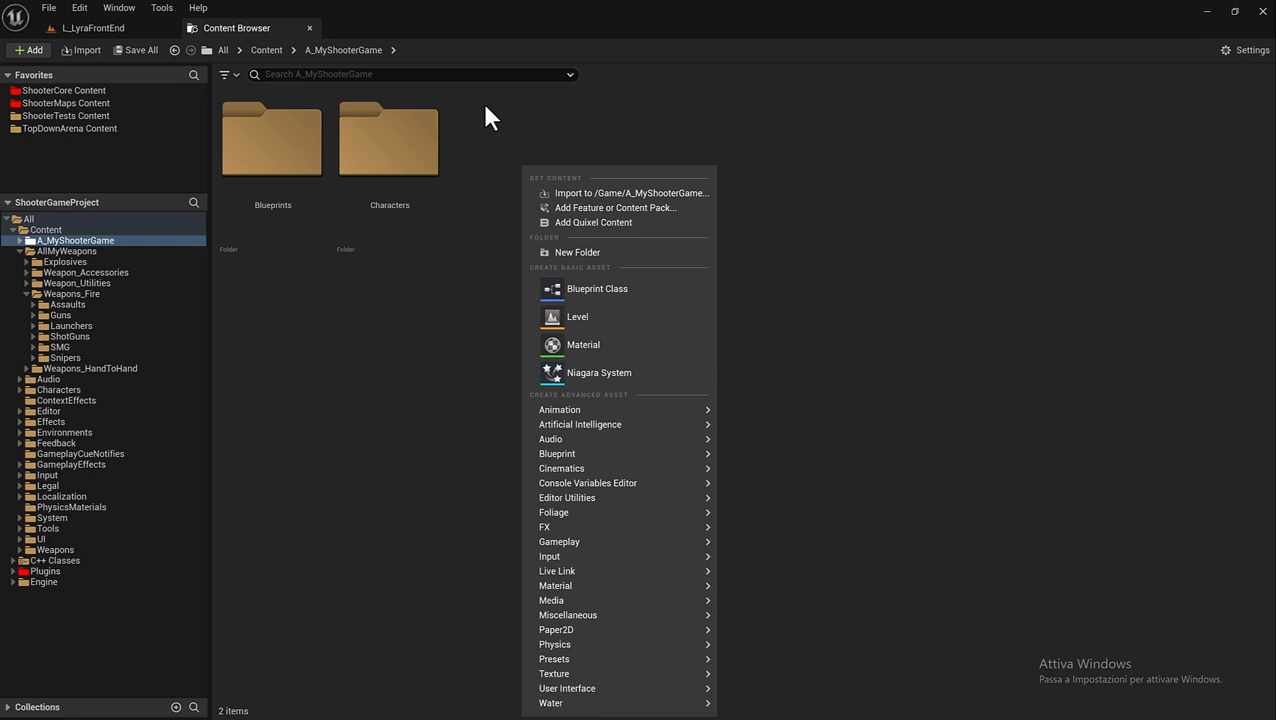 File Edit Window Tools Help
L_LyraFrontEnd Content Browser
Add Import Save All All Content A_MyShooterGame Settings
Favorites
ShooterCore Content
ShooterMaps Content
ShooterTests Content
TopDownArena Content
Search A_MyShooterGame
Blueprints Characters
Folder Folder
ShooterGameProject
All
Content
A_MyShooterGame
AllMyWeapons
Explosives
Weapon_Accessories
Weapon_Utilities
Weapons_Fire
Assaults
Guns
Launchers
ShotGuns
SMG
Snipers
Weapons_HandToHand
Audio
Characters
ContextEffects
Editor
Effects
Environments
Feedback
GameplayCueNotifies
GameplayEffects
Input
Legal
Localization
PhysicsMaterials
System
Tools
UI
Weapons
C++ Classes
Plugins
Engine
Collections
GET CONTENT
Import to /Game/A_MyShooterGame...
Add Feature or Content Pack...
Add Quixel Content
FOLDER
New Folder
CREATE BASIC ASSET
Blueprint Class
Level
Material
Niagara System
CREATE ADVANCED ASSET
Animation
Artificial Intelligence
Audio
Blueprint
Cinematics
Console Variables Editor
Editor Utilities
Foliage
FX
Gameplay
Input
Live Link
Material
Media
Miscellaneous
Paper2D
Physics
Presets
Texture
User Interface
Water
2 items
Attiva Windows
Passa a Impostazioni per attivare Windows.